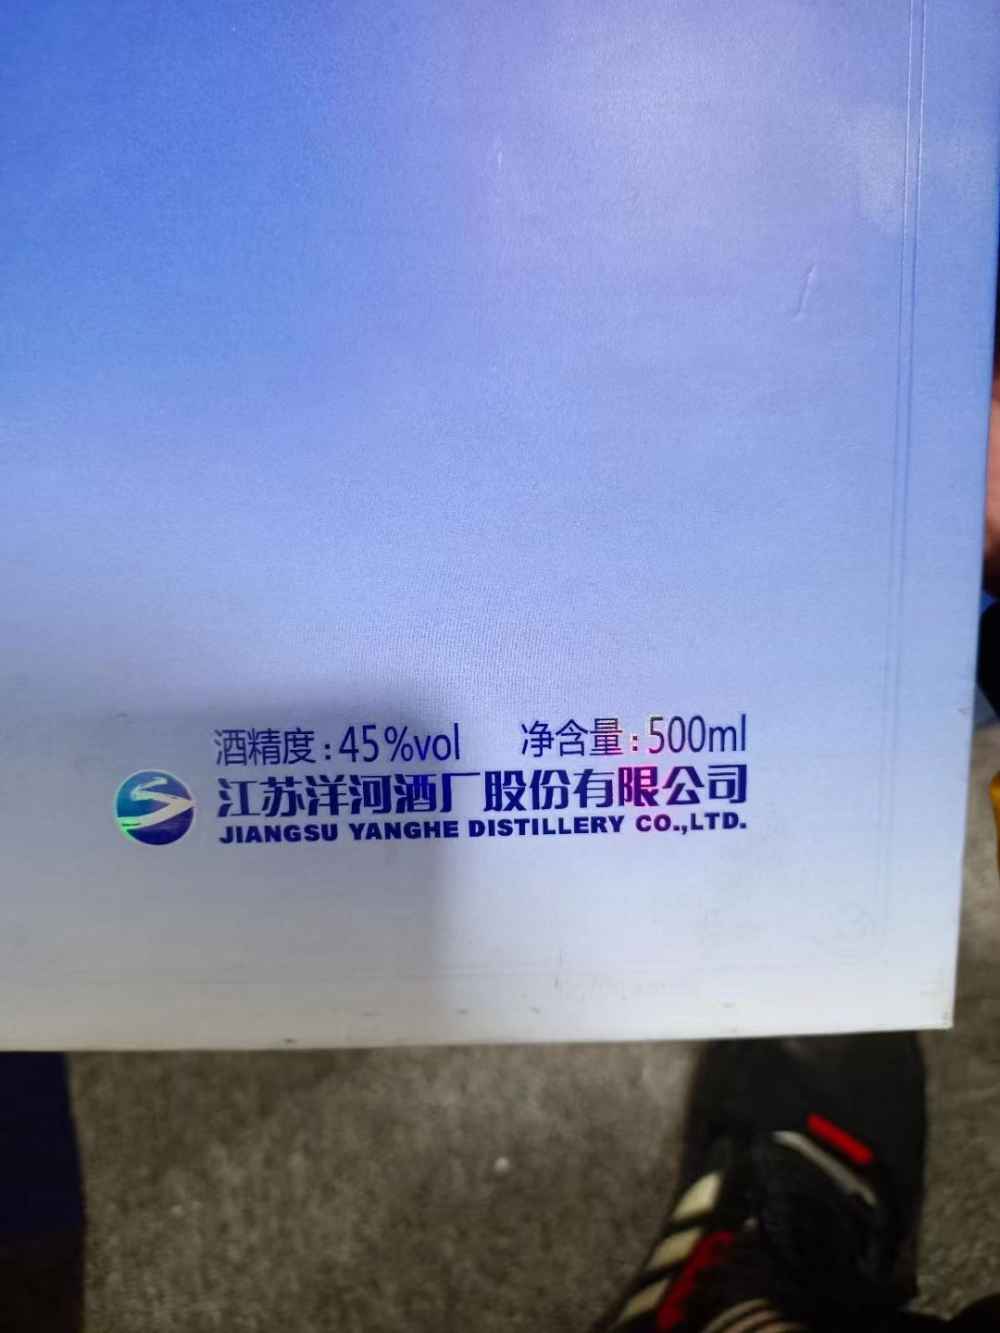 酒精度:45%vol 净含量:500ml
江苏洋河酒厂股份有限公司
JIANGSU YANGHE DISTILLERY CO.,LTD.